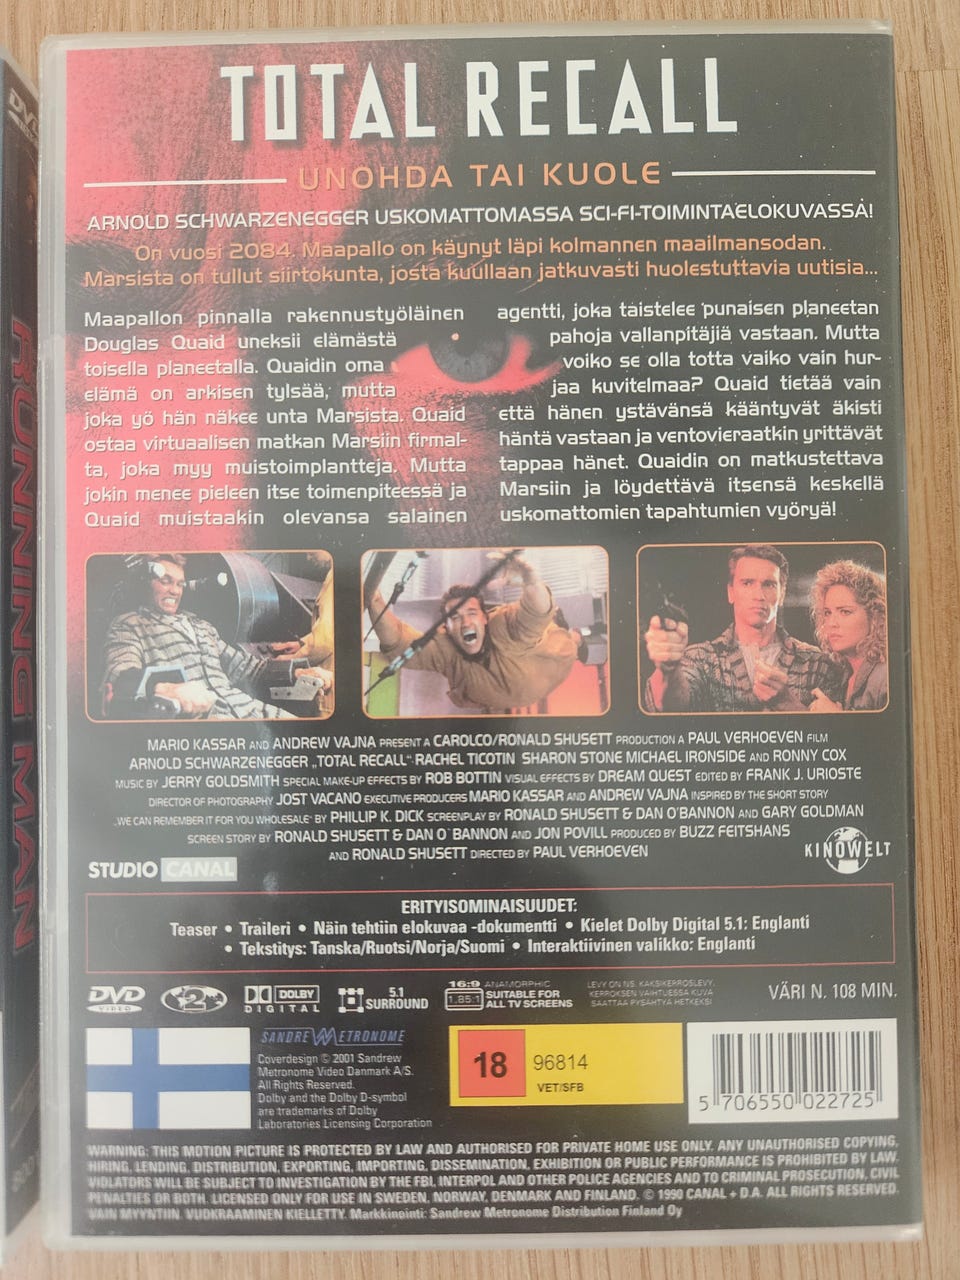 TOTAL RECALL
UNOHDA TAI KUOLE
ARNOLD SCHWARZENEGGER USKOMATTOMASSA SCI-FI-TOIMINTAELOKUVASSA!
On vuosi 2084. Maapallo on käynyt läpi kolmannen maailmansodan.
Marsista on tullut siirtokunta, josta kuullaan jatkuvasti huolestuttavia uutisia...
Maapallon pinnalla rakennustyöläinen
Douglas Quaid uneksii elämästä
toisella planeetalla. Quaidin oma
elämä on arkisen tylsää, mutta
joka yö hän näkee unta Marsista. Quaid
ostaa virtuaalisen matkan Marsiin firmal-
ta, joka myy muistoimplantteja. Mutta
jokin menee pieleen itse toimenpiteessä ja
Quaid muistaakin olevansa salainen
agentti, joka taistelee punaisen planeetan
pahoja vallanpitäjiä vastaan. Mutta
voiko se olla totta vaiko vain hur-
jaa kuvitelmaa? Quaid tietää vain
että hänen ystävänsä kääntyvät äkisti
häntä vastaan ja ventovieraatkin yrittävät
tappaa hänet. Quaidin on matkustettava
Marsiin ja löydettävä itsensä keskellä
uskomattomien tapahtumien vyöryä!
MARIO KASSAR AND ANDREW VAJNA PRESENT A CAROLCO/RONALD SHUSETT PRODUCTION A PAUL VERHOEVEN FILM
ARNOLD SCHWARZENEGGER „TOTAL RECALL“ RACHEL TICOTIN SHARON STONE MICHAEL IRONSIDE AND RONNY COX
MUSIC BY JERRY GOLDSMITH SPECIAL MAKE-UP EFFECTS BY ROB BOTTIN VISUAL EFFECTS BY DREAM QUEST EDITED BY FRANK J. URIOSTE
DIRECTOR OF PHOTOGRAPHY JOST VACANO EXECUTIVE PRODUCERS MARIO KASSAR AND ANDREW VAJNA INSPIRED BY THE SHORT STORY
„WE CAN REMEMBER IT FOR YOU WHOLESALE“ BY PHILLIP K. DICK SCREENPLAY BY RONALD SHUSETT & DAN O'BANNON AND GARY GOLDMAN
SCREEN STORY BY RONALD SHUSETT & DAN O`BANNON AND JON POVILL PRODUCED BY BUZZ FEITSHANS
AND RONALD SHUSETT DIRECTED BY PAUL VERHOEVEN
KINOWELT
STUDIO CANAL
ERITYISOMINAISUUDET:
Teaser • Traileri • Näin tehtiin elokuvaa -dokumentti • Kielet Dolby Digital 5.1: Englanti
• Tekstitys: Tanska/Ruotsi/Norja/Suomi • Interaktiivinen valikko: Englanti
DVD VIDEO
2
DOLBY DIGITAL
5.1 SURROUND
16:9 ANAMORPHIC
1.85:1 SUITABLE FOR ALL TV SCREENS
LEVY ON NS. KAKSIKERROSLEVY.
KERROKSEN VAIHTUESSA KUVA
SAATTAA PYSÄHTYÄ HETKEKSI
VÄRI N. 108 MIN.
SANDREW METRONOME
Coverdesign © 2001 Sandrew
Metronome Video Danmark A/S.
All Rights Reserved.
Dolby and the Dolby D-symbol
are trademarks of Dolby
Laboratories Licensing Corporation
18
96814
VET/SFB
5 706550 022725
WARNING: THIS MOTION PICTURE IS PROTECTED BY LAW AND AUTHORISED FOR PRIVATE HOME USE ONLY. ANY UNAUTHORISED COPYING,
HIRING, LENDING, DISTRIBUTION, EXPORTING, IMPORTING, DISSEMINATION, EXHIBITION OR PUBLIC PERFORMANCE IS PROHIBITED BY LAW.
VIOLATORS WILL BE SUBJECT TO INVESTIGATION BY THE FBI, INTERPOL AND OTHER POLICE AGENCIES AND TO CRIMINAL PROSECUTION, CIVIL
PENALTIES OR BOTH. LICENSED ONLY FOR USE IN SWEDEN, NORWAY, DENMARK AND FINLAND. © 1990 CANAL + D.A. ALL RIGHTS RESERVED.
VAIN MYYNTIIN. VUOKRAAMINEN KIELLETTY. Markkinointi: Sandrew Metronome Distribution Finland Oy
DVD
RUNNING MAN